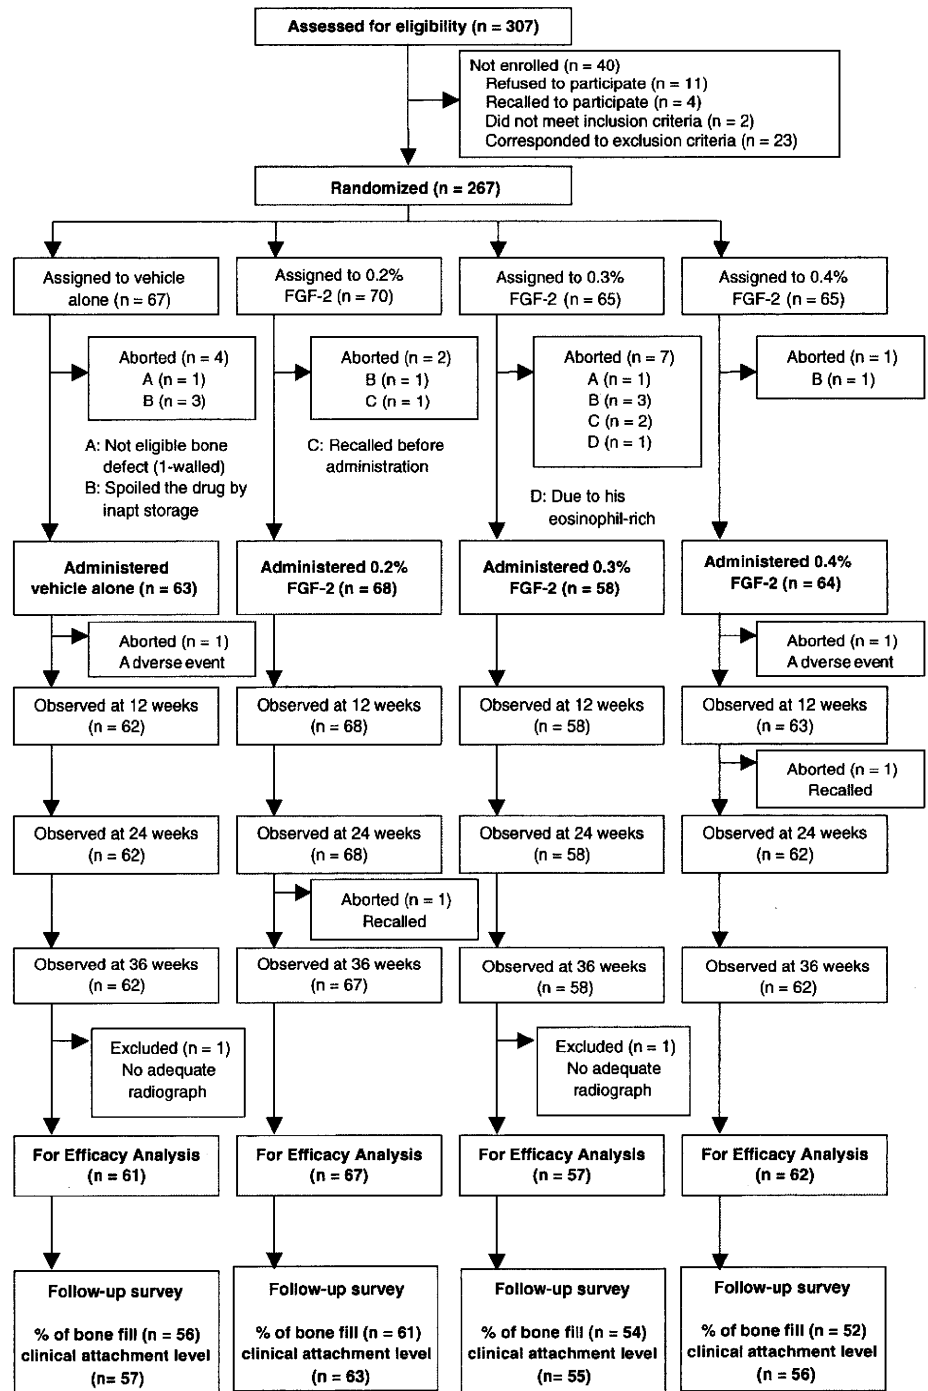 Assessed for eligibility (n = 307)
Not enrolled (n = 40)
Refused to participate (n = 11)
Recalled to participate (n = 4)
Did not meet inclusion criteria (n = 2)
Corresponded to exclusion criteria (n = 23)
Randomized (n = 267)
Assigned to vehicle
alone (n = 67)
Assigned to 0.2%
FGF-2 (n = 70)
Assigned to 0.3%
FGF-2 (n = 65)
Assigned to 0.4%
FGF-2 (n = 65)
Aborted (n = 4)
A (n = 1)
B (n = 3)
Aborted (n = 2)
B (n = 1)
C (n = 1)
Aborted (n = 7)
A (n = 1)
B (n = 3)
C (n = 2)
D (n = 1)
Aborted (n = 1)
B (n = 1)
A: Not eligible bone
defect (1-walled)
B: Spoiled the drug by
inapt storage
C: Recalled before
administration
D: Due to his
eosinophil-rich
Administered
vehicle alone (n = 63)
Administered 0.2%
FGF-2 (n = 68)
Administered 0.3%
FGF-2 (n = 58)
Administered 0.4%
FGF-2 (n = 64)
Aborted (n = 1)
Adverse event
Aborted (n = 1)
Adverse event
Observed at 12 weeks
(n = 62)
Observed at 12 weeks
(n = 68)
Observed at 12 weeks
(n = 58)
Observed at 12 weeks
(n = 63)
Aborted (n = 1)
Recalled
Observed at 24 weeks
(n = 62)
Observed at 24 weeks
(n = 68)
Observed at 24 weeks
(n = 58)
Observed at 24 weeks
(n = 62)
Aborted (n = 1)
Recalled
Observed at 36 weeks
(n = 62)
Observed at 36 weeks
(n = 67)
Observed at 36 weeks
(n = 58)
Observed at 36 weeks
(n = 62)
Excluded (n = 1)
No adequate
radiograph
Excluded (n = 1)
No adequate
radiograph
For Efficacy Analysis
(n = 61)
For Efficacy Analysis
(n = 67)
For Efficacy Analysis
(n = 57)
For Efficacy Analysis
(n = 62)
Follow-up survey
% of bone fill (n = 56)
clinical attachment level
(n= 57)
Follow-up survey
% of bone fill (n = 61)
clinical attachment level
(n = 63)
Follow-up survey
% of bone fill (n = 54)
clinical attachment level
(n = 55)
Follow-up survey
% of bone fill (n = 52)
clinical attachment level
(n = 56)